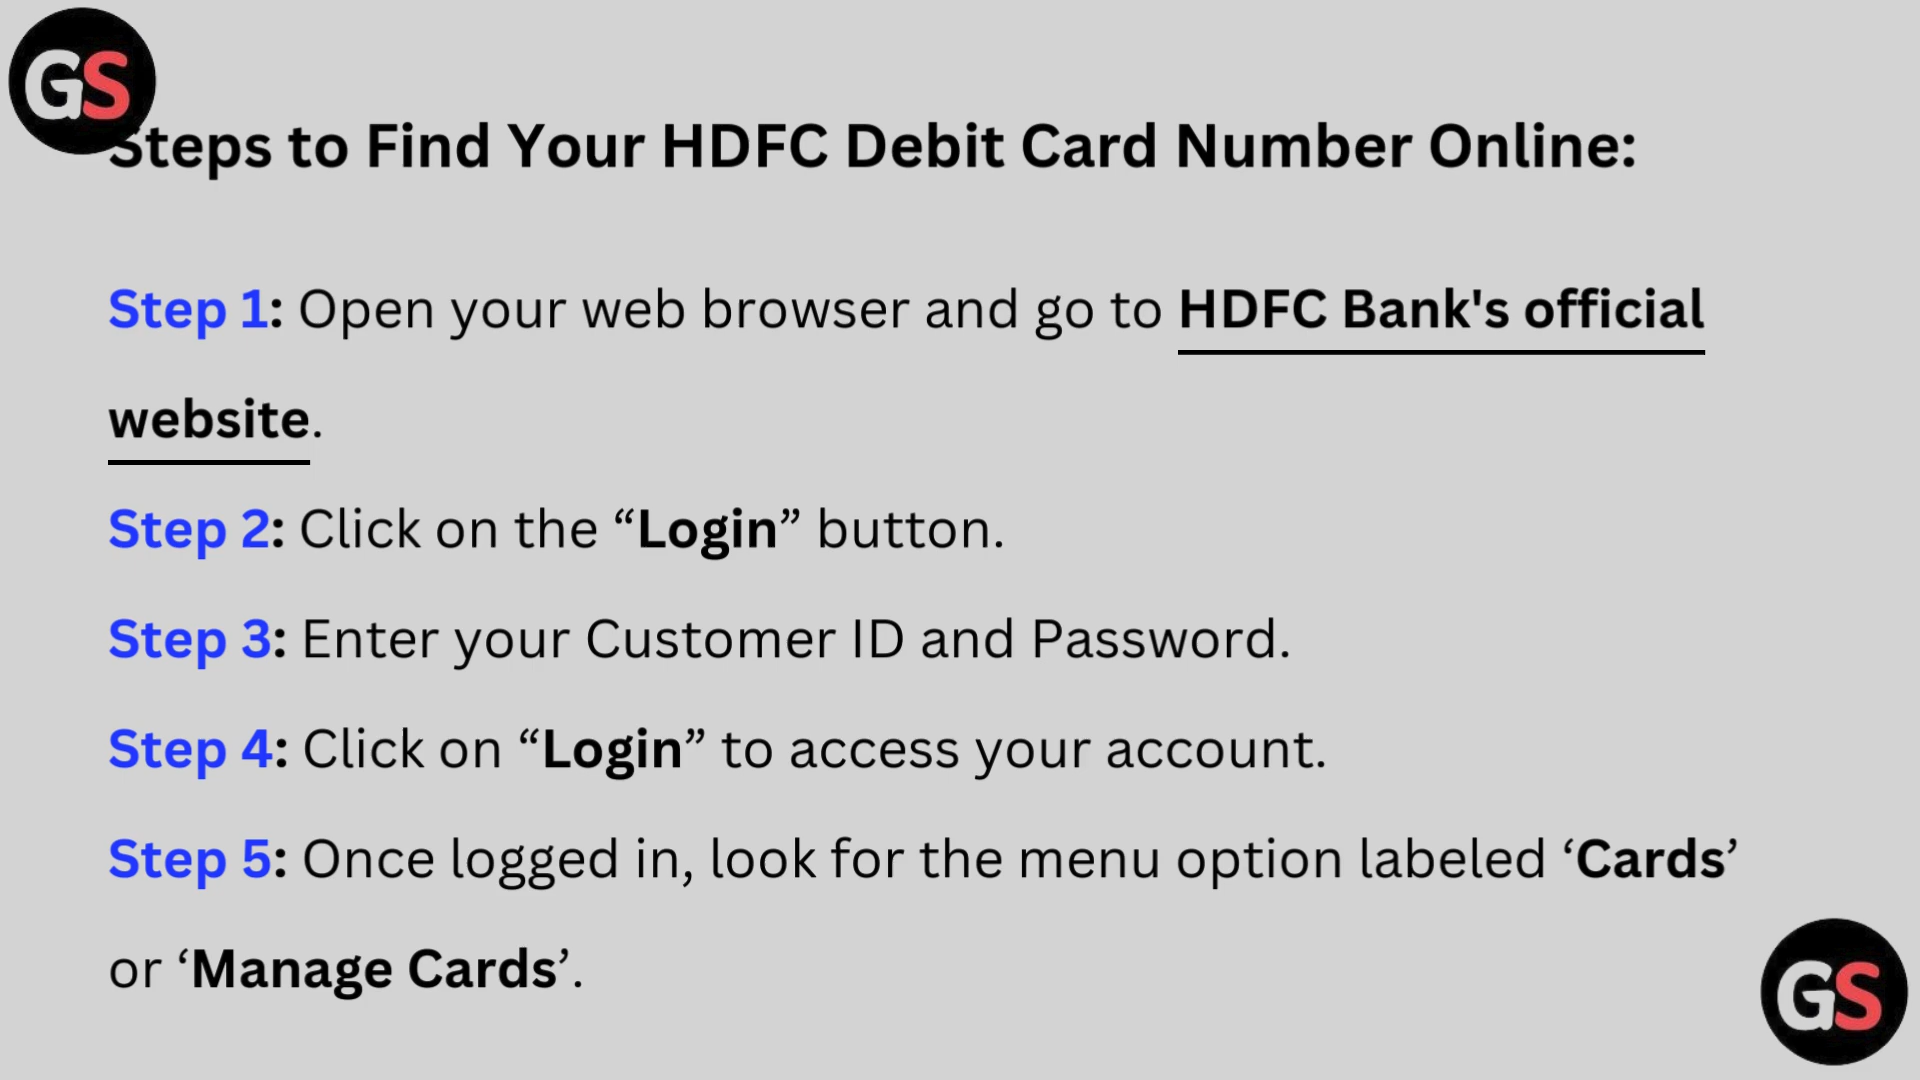 GS
Steps to Find Your HDFC Debit Card Number Online:
Step 1: Open your web browser and go to HDFC Bank's official
website.
Step 2: Click on the “Login” button.
Step 3: Enter your Customer ID and Password.
Step 4: Click on “Login” to access your account.
Step 5: Once logged in, look for the menu option labeled ‘Cards’
or ‘Manage Cards’.
GS